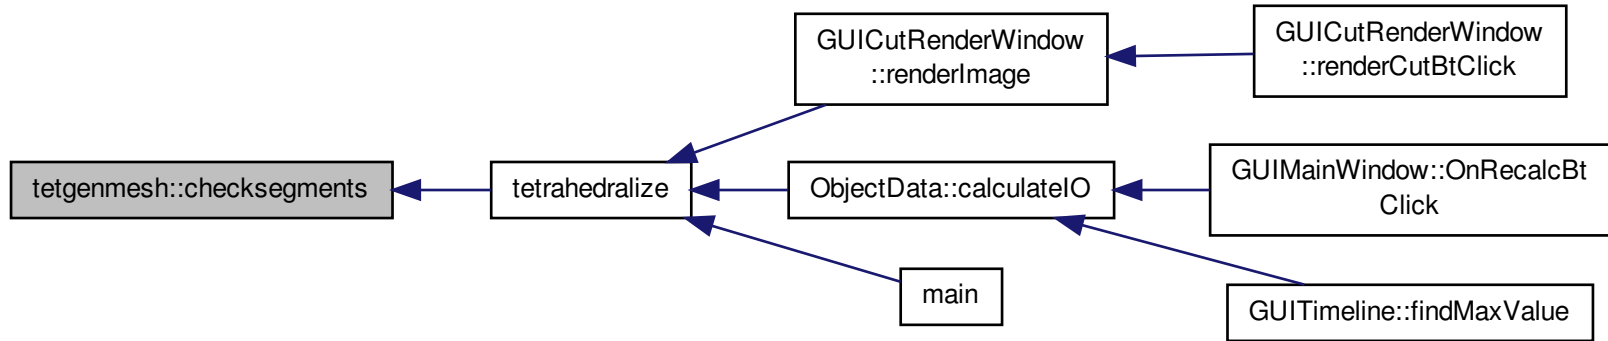 tetgenmesh::checksegments
tetrahedralize
GUICutRenderWindow
::renderImage
GUICutRenderWindow
::renderCutBtClick
ObjectData::calculateIO
GUIMainWindow::OnRecalcBt
Click
GUITimeline::findMaxValue
main